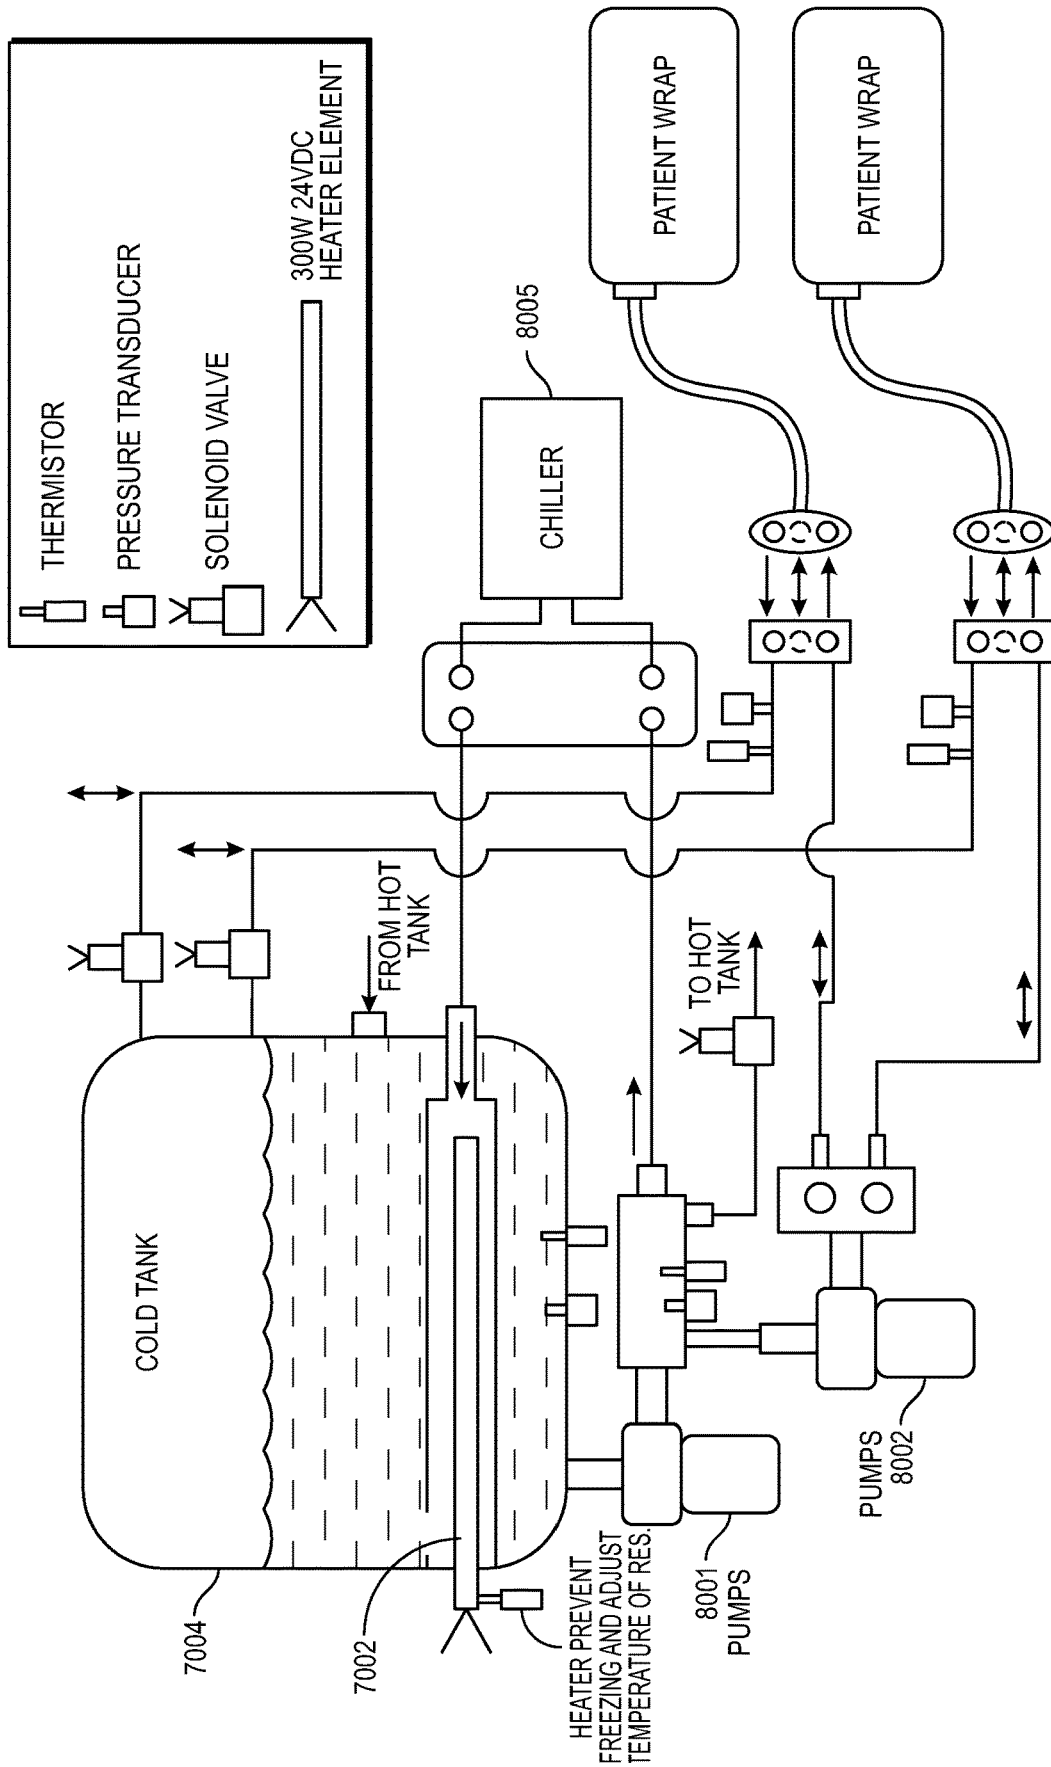 THERMISTOR
PRESSURE TRANSDUCER
SOLENOID VALVE
300W 24VDC
HEATER ELEMENT
COLD TANK
7004
7002
FROM HOT
TANK
CHILLER
8005
PATIENT WRAP
PATIENT WRAP
TO HOT
TANK
HEATER PREVENT
FREEZING AND ADJUST
TEMPERATURE OF RES.
8001
PUMPS
PUMPS
8002